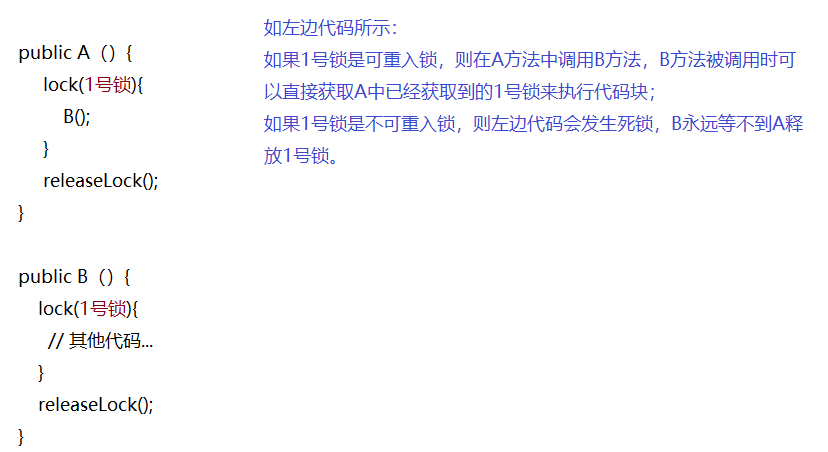 public A（）{
lock(1号锁){
B();
}
releaseLock();
}
public B（）{
lock(1号锁){
// 其他代码...
}
releaseLock();
}
如左边代码所示：
如果1号锁是可重入锁，则在A方法中调用B方法，B方法被调用时可
以直接获取A中已经获取到的1号锁来执行代码块；
如果1号锁是不可重入锁，则左边代码会发生死锁，B永远等不到A释
放1号锁。